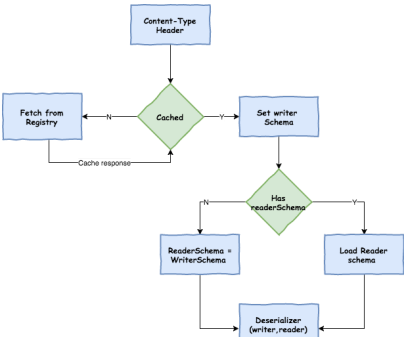 Content-Type
Header
Fetch from
Registry
N
Cached
Y
Set writer
Schema
Cache response
Has
readerSchema
N
Y
ReaderSchema =
WriterSchema
Load Reader
schema
Deserializer
(writer,reader)